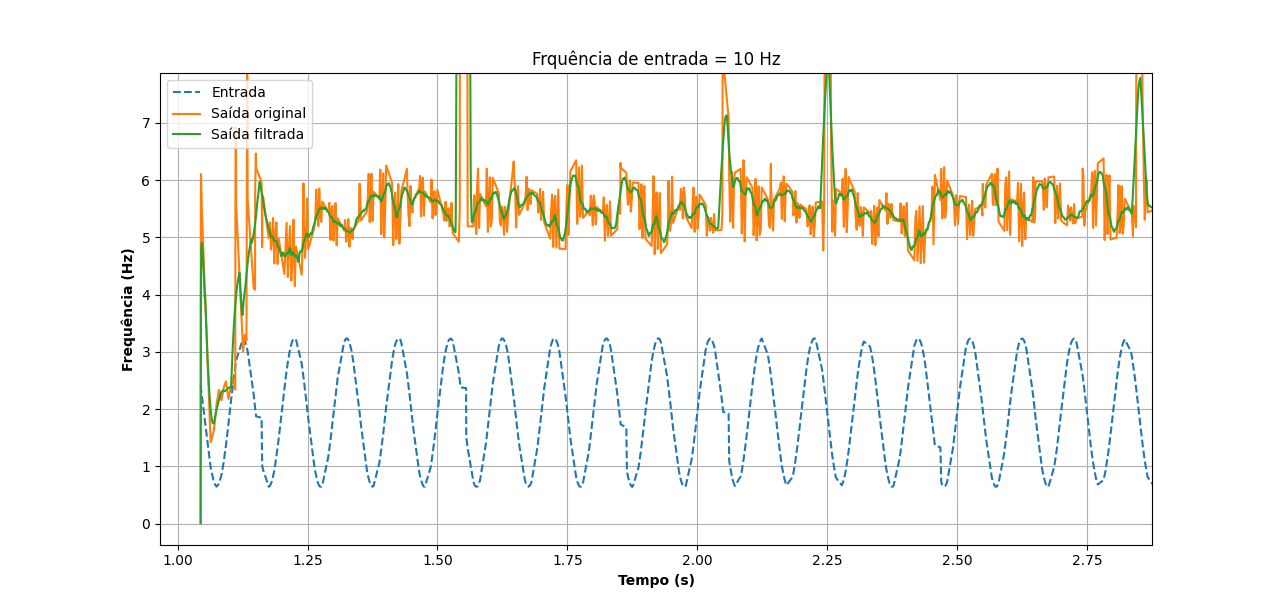 Frquência de entrada = 10 Hz
Entrada
Saída original
Saída filtrada
Frequência (Hz)
7
6
5
4
3
2
1
0
1.00 1.25 1.50 1.75 2.00 2.25 2.50 2.75
Tempo (s)